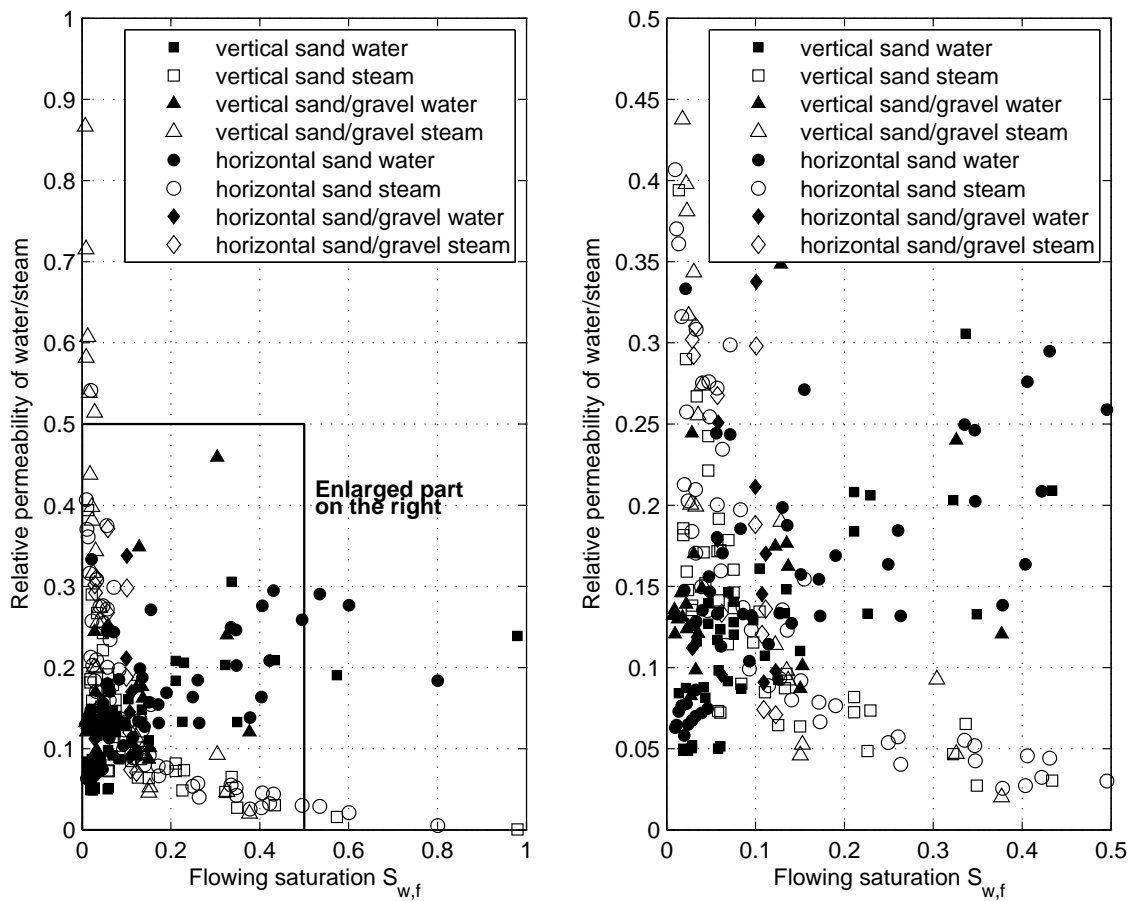 1
0.9
0.8
0.7
0.6
0.5
0.4
0.3
0.2
0.1
0
Relative permeability of water/steam
vertical sand water
vertical sand steam
vertical sand/gravel water
vertical sand/gravel steam
horizontal sand water
horizontal sand steam
horizontal sand/gravel water
horizontal sand/gravel steam
Enlarged part
on the right
0 0.2 0.4 0.6 0.8 1
Flowing saturation S w,f
0.5
0.45
0.4
0.35
0.3
0.25
0.2
0.15
0.1
0.05
0
Relative permeability of water/steam
vertical sand water
vertical sand steam
vertical sand/gravel water
vertical sand/gravel steam
horizontal sand water
horizontal sand steam
horizontal sand/gravel water
horizontal sand/gravel steam
0 0.1 0.2 0.3 0.4 0.5
Flowing saturation S w,f